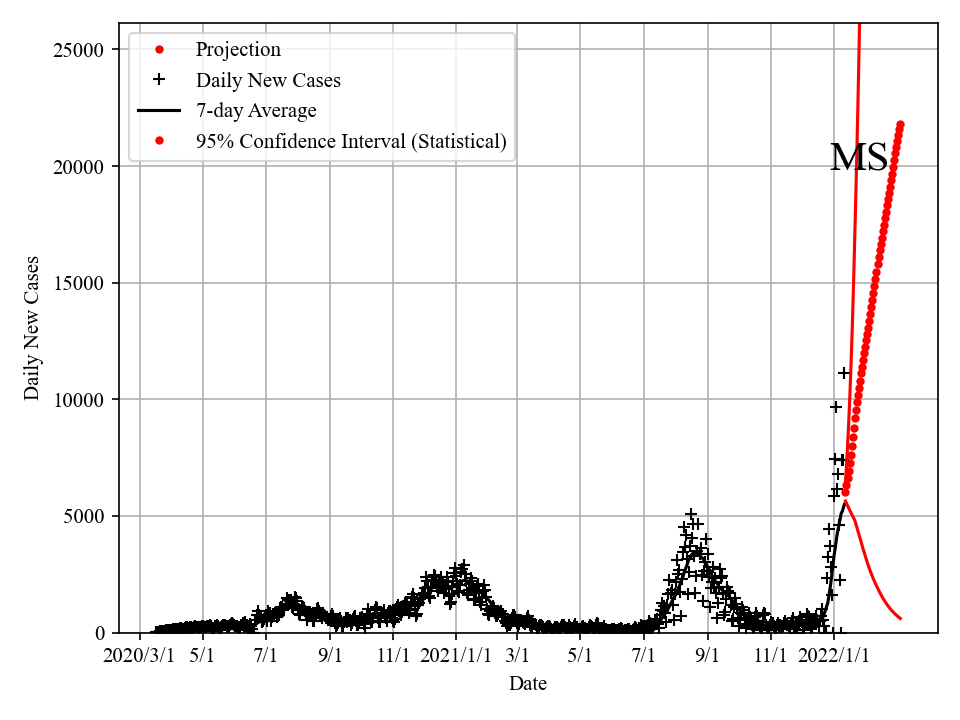 Projection
Daily New Cases
7-day Average
95% Confidence Interval (Statistical)
MS
25000
20000
15000
10000
5000
0
Daily New Cases
2020/3/1 5/1 7/1 9/1 11/1 2021/1/1 3/1 5/1 7/1 9/1 11/1 2022/1/1
Date